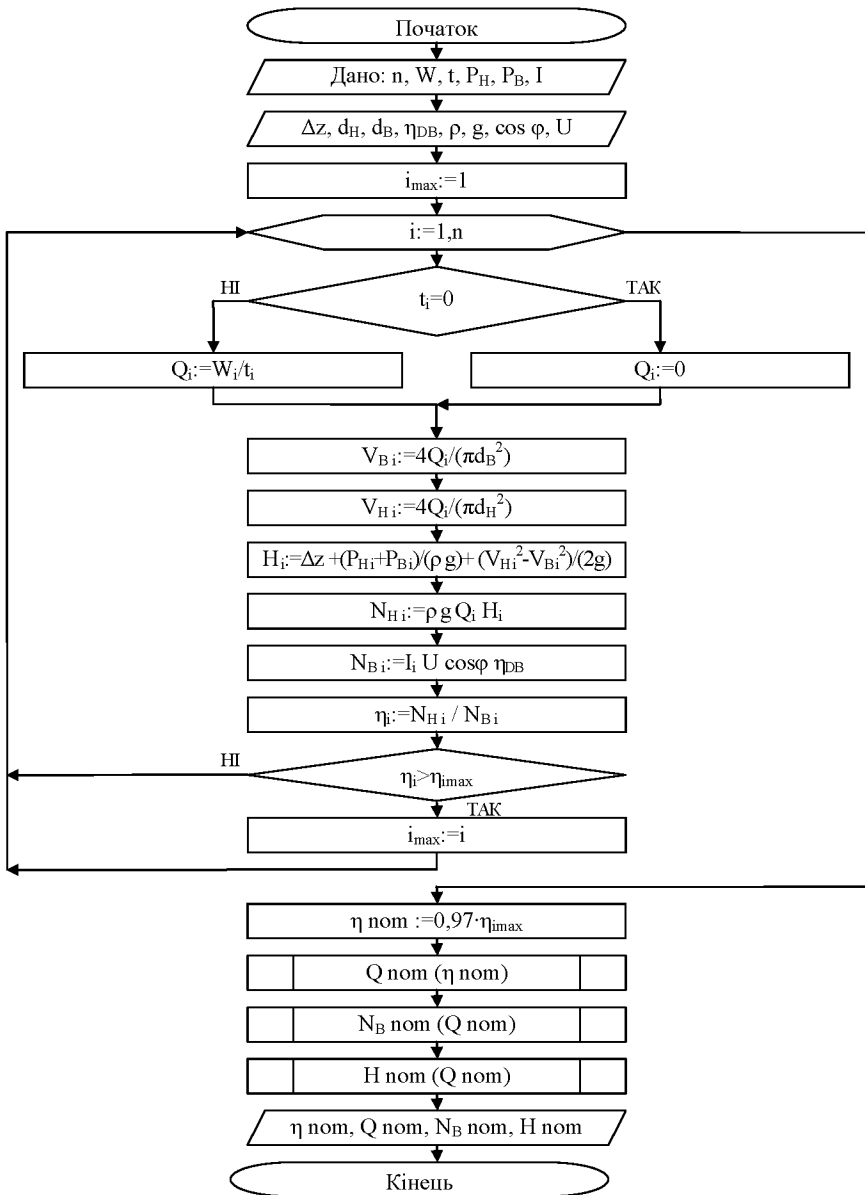 Початок
Дано: n, W, t, P_H, P_B, I
Δz, d_H, d_B, η_DB, ρ, g, cos φ, U
i_max:=1
i:=1,n
НІ
t_i=0
ТАК
Q_i:=W_i/t_i
Q_i:=0
V_B i:=4Q_i/(πd_B^2)
V_H i:=4Q_i/(πd_H^2)
H_i:=Δz +(P_Hi+P_Bi)/(ρ g)+ (V_Hi^2-V_Bi^2)/(2g)
N_H i:=ρ g Q_i H_i
N_B i:=I_i U cosφ η_DB
η_i:=N_H i / N_B i
НІ
η_i>η_imax
ТАК
i_max:=i
η nom :=0,97·η_imax
Q nom (η nom)
N_B nom (Q nom)
H nom (Q nom)
η nom, Q nom, N_B nom, H nom
Кінець